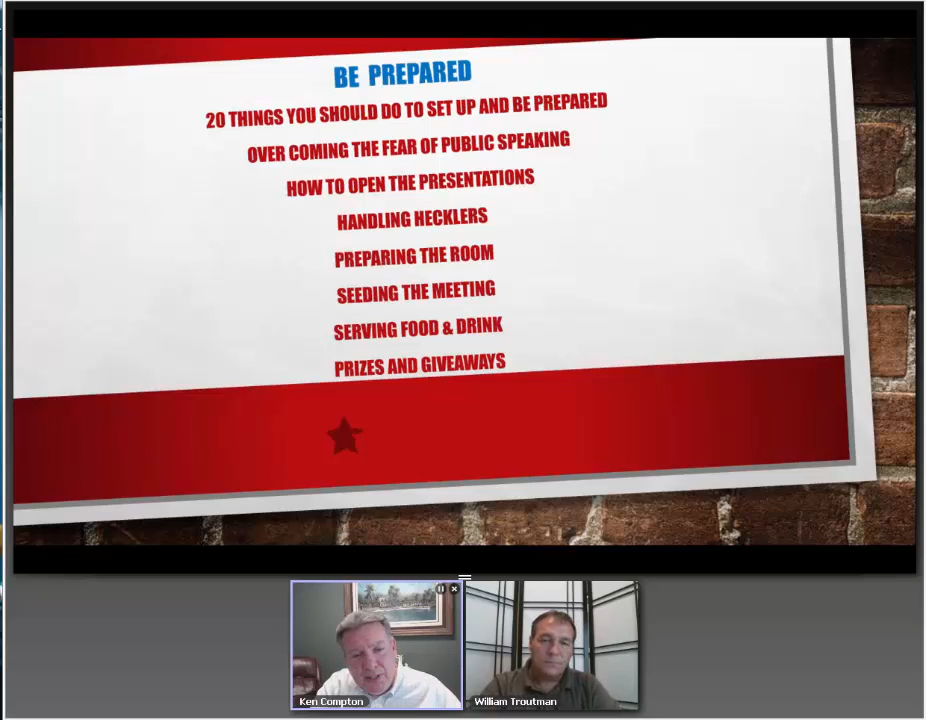 BE PREPARED
20 THINGS YOU SHOULD DO TO SET UP AND BE PREPARED
OVER COMING THE FEAR OF PUBLIC SPEAKING
HOW TO OPEN THE PRESENTATIONS
HANDLING HECKLERS
PREPARING THE ROOM
SEEDING THE MEETING
SERVING FOOD & DRINK
PRIZES AND GIVEAWAYS
Ken Compton
William Troutman